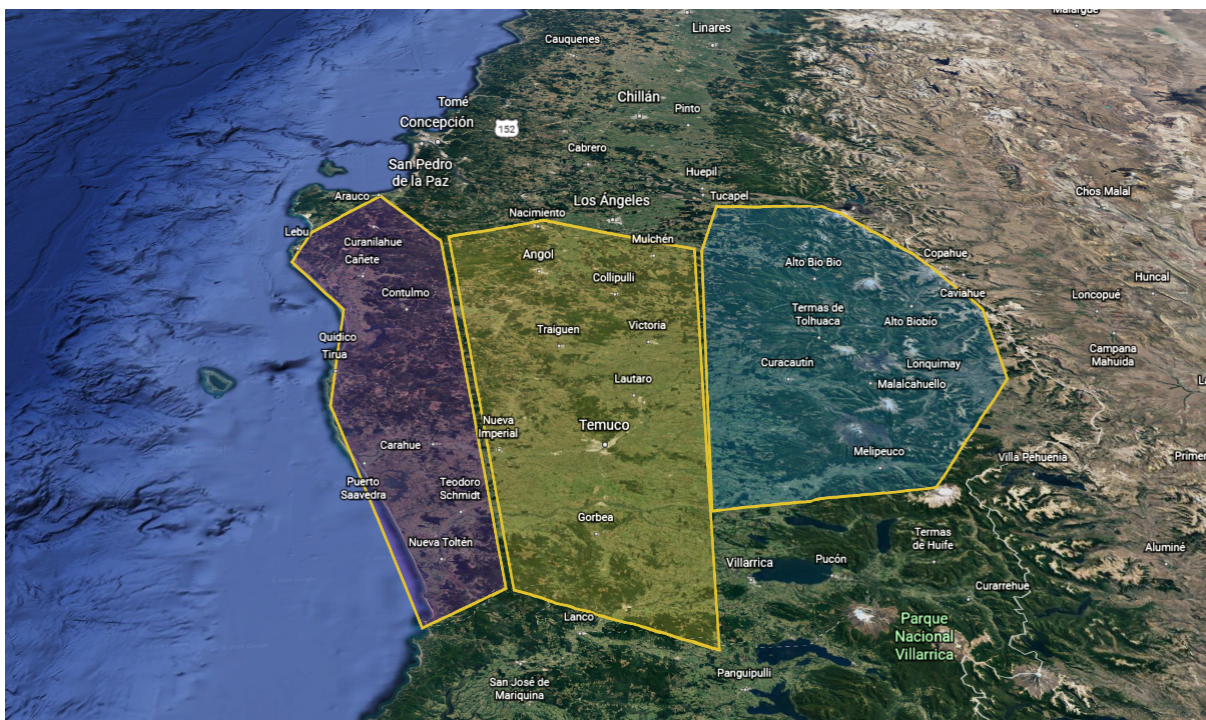 Malargüe
Linares
Cauquenes
Chillán
Tomé
Pinto
Concepción
152
Cabrero
San Pedro
de la Paz
Huepil
Chos Malal
Arauco
Tucapel
Los Ángeles
Nacimiento
Lebu
Curanilahue
Mulchén
Angol
Copahue
Cañete
Alto Bio Bio
Collipulli
Huncal
Contulmo
Caviahue
Loncopué
Termas de
Tolhuaca
Alto Biobío
Quidico
Traiguen
Victoria
Tirua
Campana
Mahuida
Curacautín
Lonquimay
Lautaro
Malalcahuello
Nueva
Imperial
Temuco
Carahue
Melipeuco
Villa Pehuenia
Puerto
Saavedra
Teodoro
Schmidt
Gorbea
Termas
de Huife
Nueva Toltén
Aluminé
Villarrica
Pucón
Curarrehue
Lanco
Parque
Nacional
Villarrica
Panguipulli
San José de
Mariquina